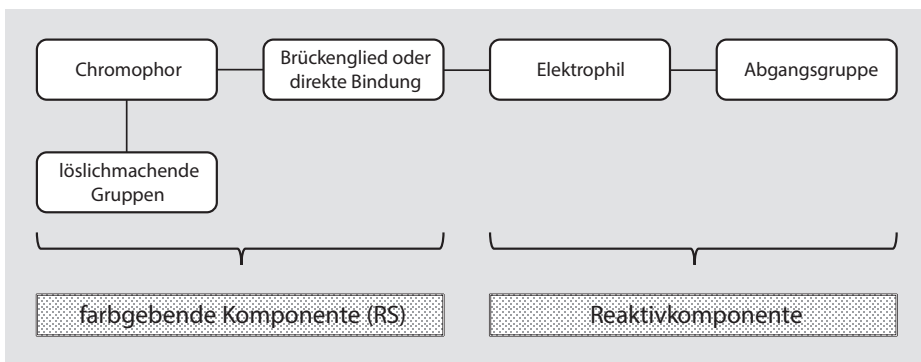 Chromophor
Brückenglied oder
direkte Bindung
Elektrophil
Abgangsgruppe
löslichmachende
Gruppen
farbgebende Komponente (RS)
Reaktivkomponente